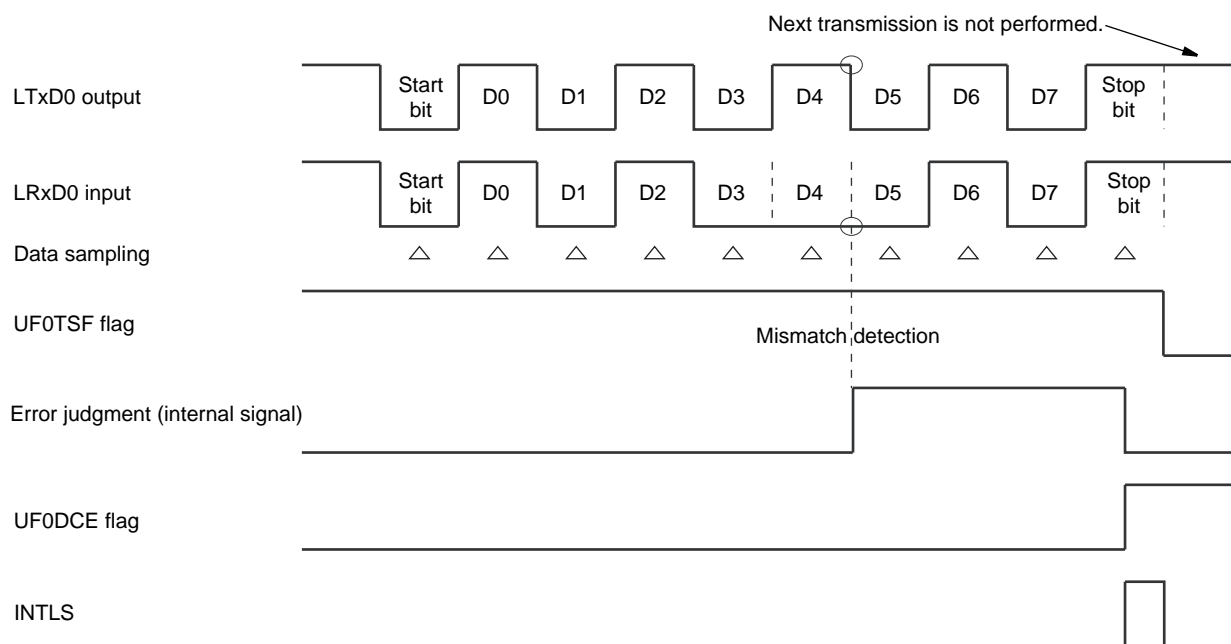 Next transmission is not performed.
LTxD0 output
Start
bit
D0
D1
D2
D3
D4
D5
D6
D7
Stop
bit
LRxD0 input
Start
bit
D0
D1
D2
D3
D4
D5
D6
D7
Stop
bit
Data sampling
UF0TSF flag
Mismatch detection
Error judgment (internal signal)
UF0DCE flag
INTLS